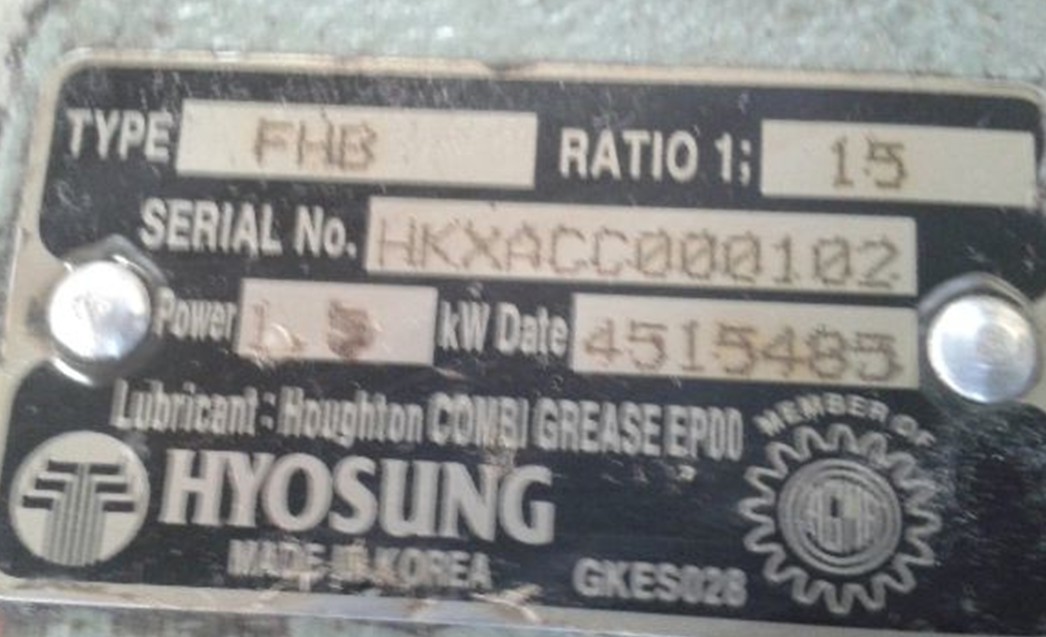 TYPE FHB RATIO 1; 15
SERIAL No. HKXACC000102
Power 1.5 kW Date 4515485
Lubricant : Houghton COMBI GREASE EP00
MEMBER OF
AGMA
HYOSUNG
MADE IN KOREA GKES028